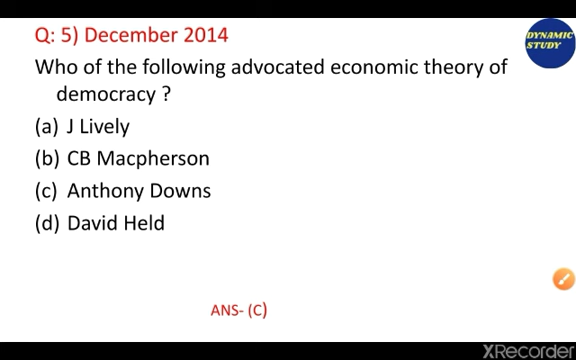 Q: 5) December 2014
DYNAMIC
STUDY
Who of the following advocated economic theory of
democracy ?
(a) J Lively
(b) CB Macpherson
(c) Anthony Downs
(d) David Held
ANS- (C)
XRecorder